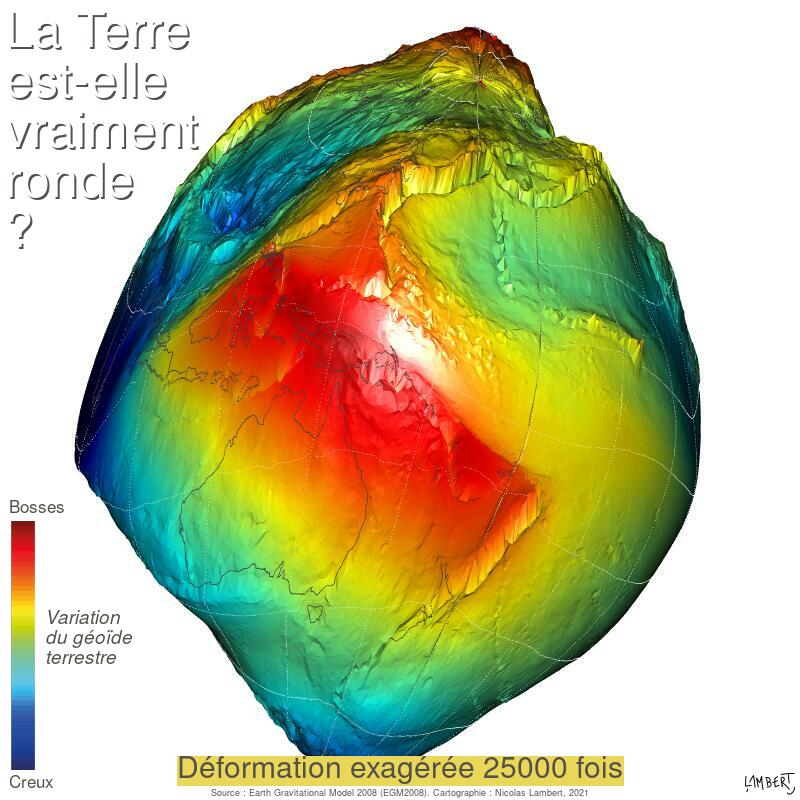 La Terre
est-elle
vraiment
ronde
?
Bosses
Variation
du géoïde
terrestre
Creux
Déformation exagérée 25000 fois
Source : Earth Gravitational Model 2008 (EGM2008). Cartographie : Nicolas Lambert, 2021
LAMBERT